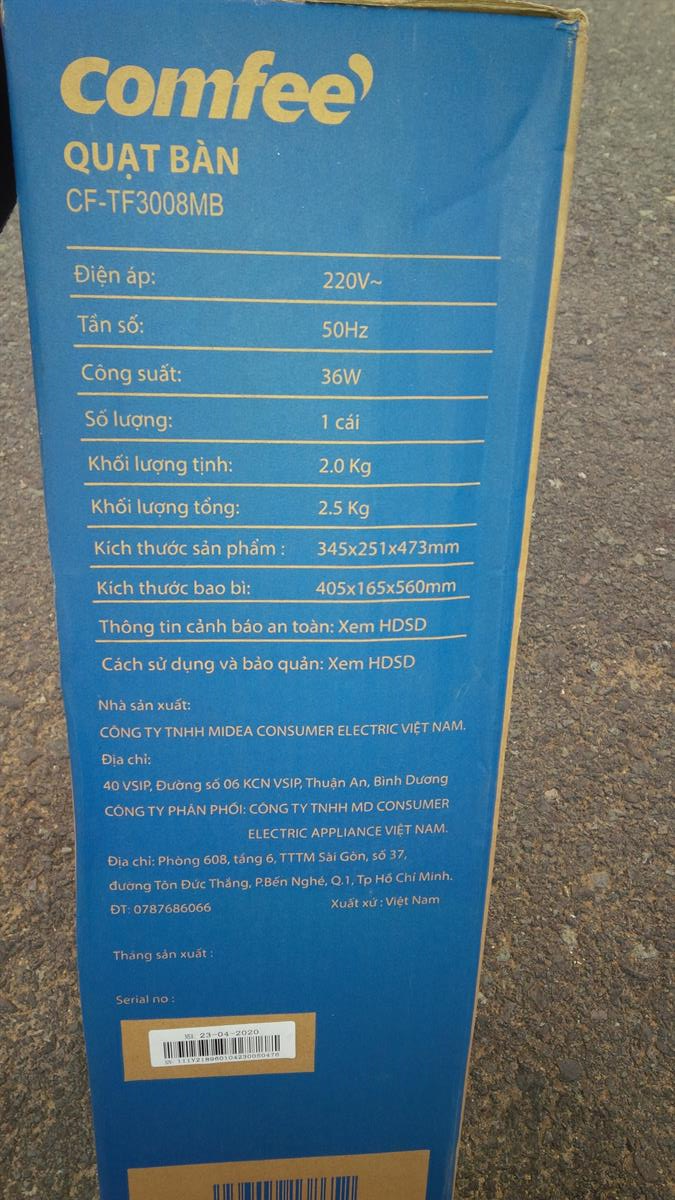 comfee'
QUẠT BÀN
CF-TF3008MB
Điện áp: 220V~
Tần số: 50Hz
Công suất: 36W
Số lượng: 1 cái
Khối lượng tịnh: 2.0 Kg
Khối lượng tổng: 2.5 Kg
Kích thước sản phẩm : 345x251x473mm
Kích thước bao bì: 405x165x560mm
Thông tin cảnh báo an toàn: Xem HDSD
Cách sử dụng và bảo quản: Xem HDSD
Nhà sản xuất:
CÔNG TY TNHH MIDEA CONSUMER ELECTRIC VIỆT NAM.
Địa chỉ:
40 VSIP, Đường số 06 KCN VSIP, Thuận An, Bình Dương
CÔNG TY PHÂN PHỐI: CÔNG TY TNHH MD CONSUMER
ELECTRIC APPLIANCE VIỆT NAM.
Địa chỉ: Phòng 608, tầng 6, TTTM Sài Gòn, số 37,
đường Tôn Đức Thắng, P.Bến Nghé, Q.1, Tp Hồ Chí Minh.
ĐT: 0787686066 Xuất xứ : Việt Nam
Tháng sản xuất :
Serial no :
23-04-2020